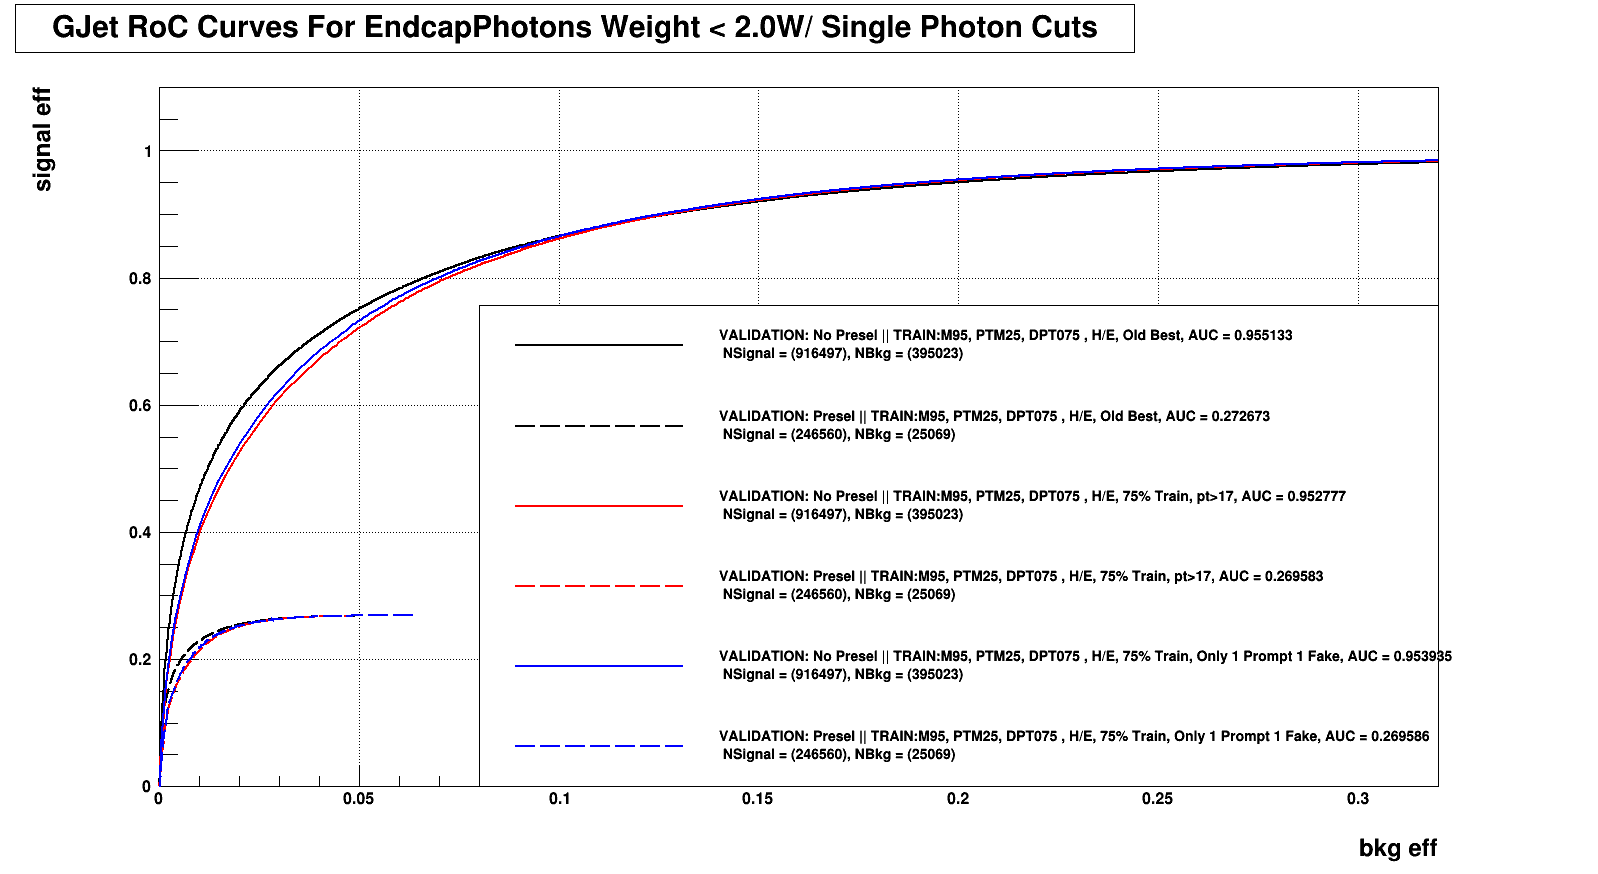 GJet RoC Curves For EndcapPhotons Weight < 2.0W/ Single Photon Cuts
signal eff
1
0.8
0.6
0.4
0.2
0
VALIDATION: No Presel || TRAIN:M95, PTM25, DPT075 , H/E, Old Best, AUC = 0.955133
NSignal = (916497), NBkg = (395023)
VALIDATION: Presel || TRAIN:M95, PTM25, DPT075 , H/E, Old Best, AUC = 0.272673
NSignal = (246560), NBkg = (25069)
VALIDATION: No Presel || TRAIN:M95, PTM25, DPT075 , H/E, 75% Train, pt>17, AUC = 0.952777
NSignal = (916497), NBkg = (395023)
VALIDATION: Presel || TRAIN:M95, PTM25, DPT075 , H/E, 75% Train, pt>17, AUC = 0.269583
NSignal = (246560), NBkg = (25069)
VALIDATION: No Presel || TRAIN:M95, PTM25, DPT075 , H/E, 75% Train, Only 1 Prompt 1 Fake, AUC = 0.953935
NSignal = (916497), NBkg = (395023)
VALIDATION: Presel || TRAIN:M95, PTM25, DPT075 , H/E, 75% Train, Only 1 Prompt 1 Fake, AUC = 0.269586
NSignal = (246560), NBkg = (25069)
0 0.05 0.1 0.15 0.2 0.25 0.3
bkg eff